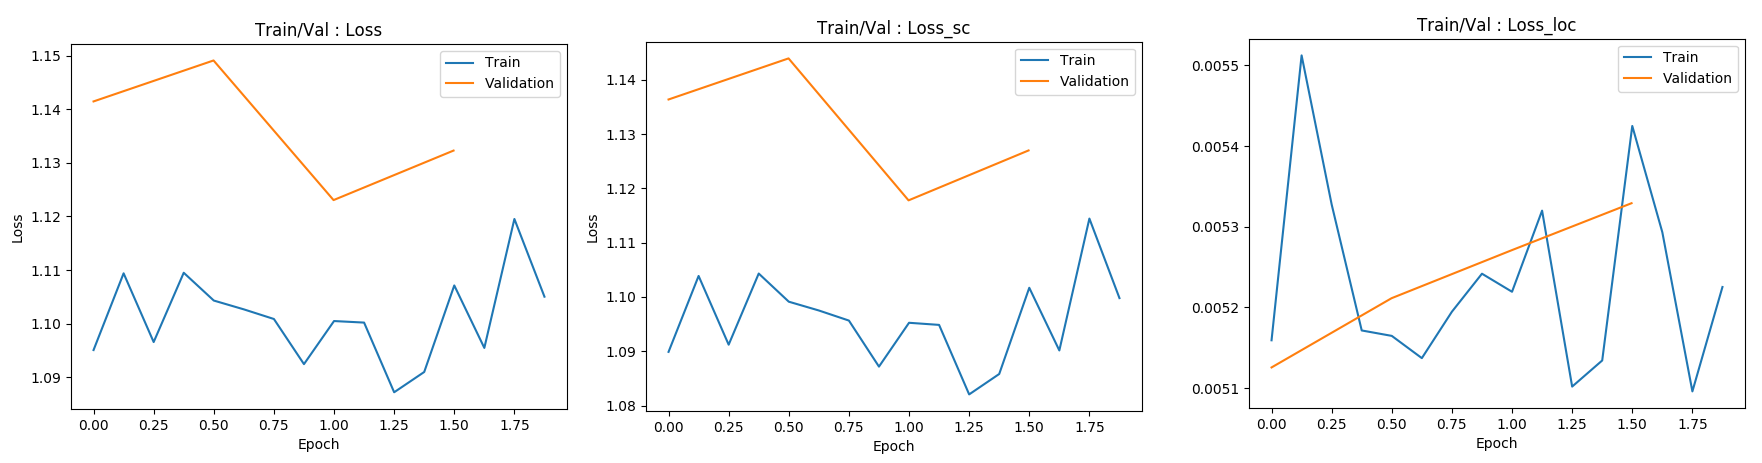 Train/Val : Loss
Train
Validation
1.15
1.14
1.13
1.12
1.11
1.10
1.09
Loss
0.00 0.25 0.50 0.75 1.00 1.25 1.50 1.75
Epoch
Train/Val : Loss_sc
Train
Validation
1.14
1.13
1.12
1.11
1.10
1.09
1.08
Loss
0.00 0.25 0.50 0.75 1.00 1.25 1.50 1.75
Epoch
Train/Val : Loss_loc
Train
Validation
0.0055
0.0054
0.0053
0.0052
0.0051
0.00 0.25 0.50 0.75 1.00 1.25 1.50 1.75
Epoch